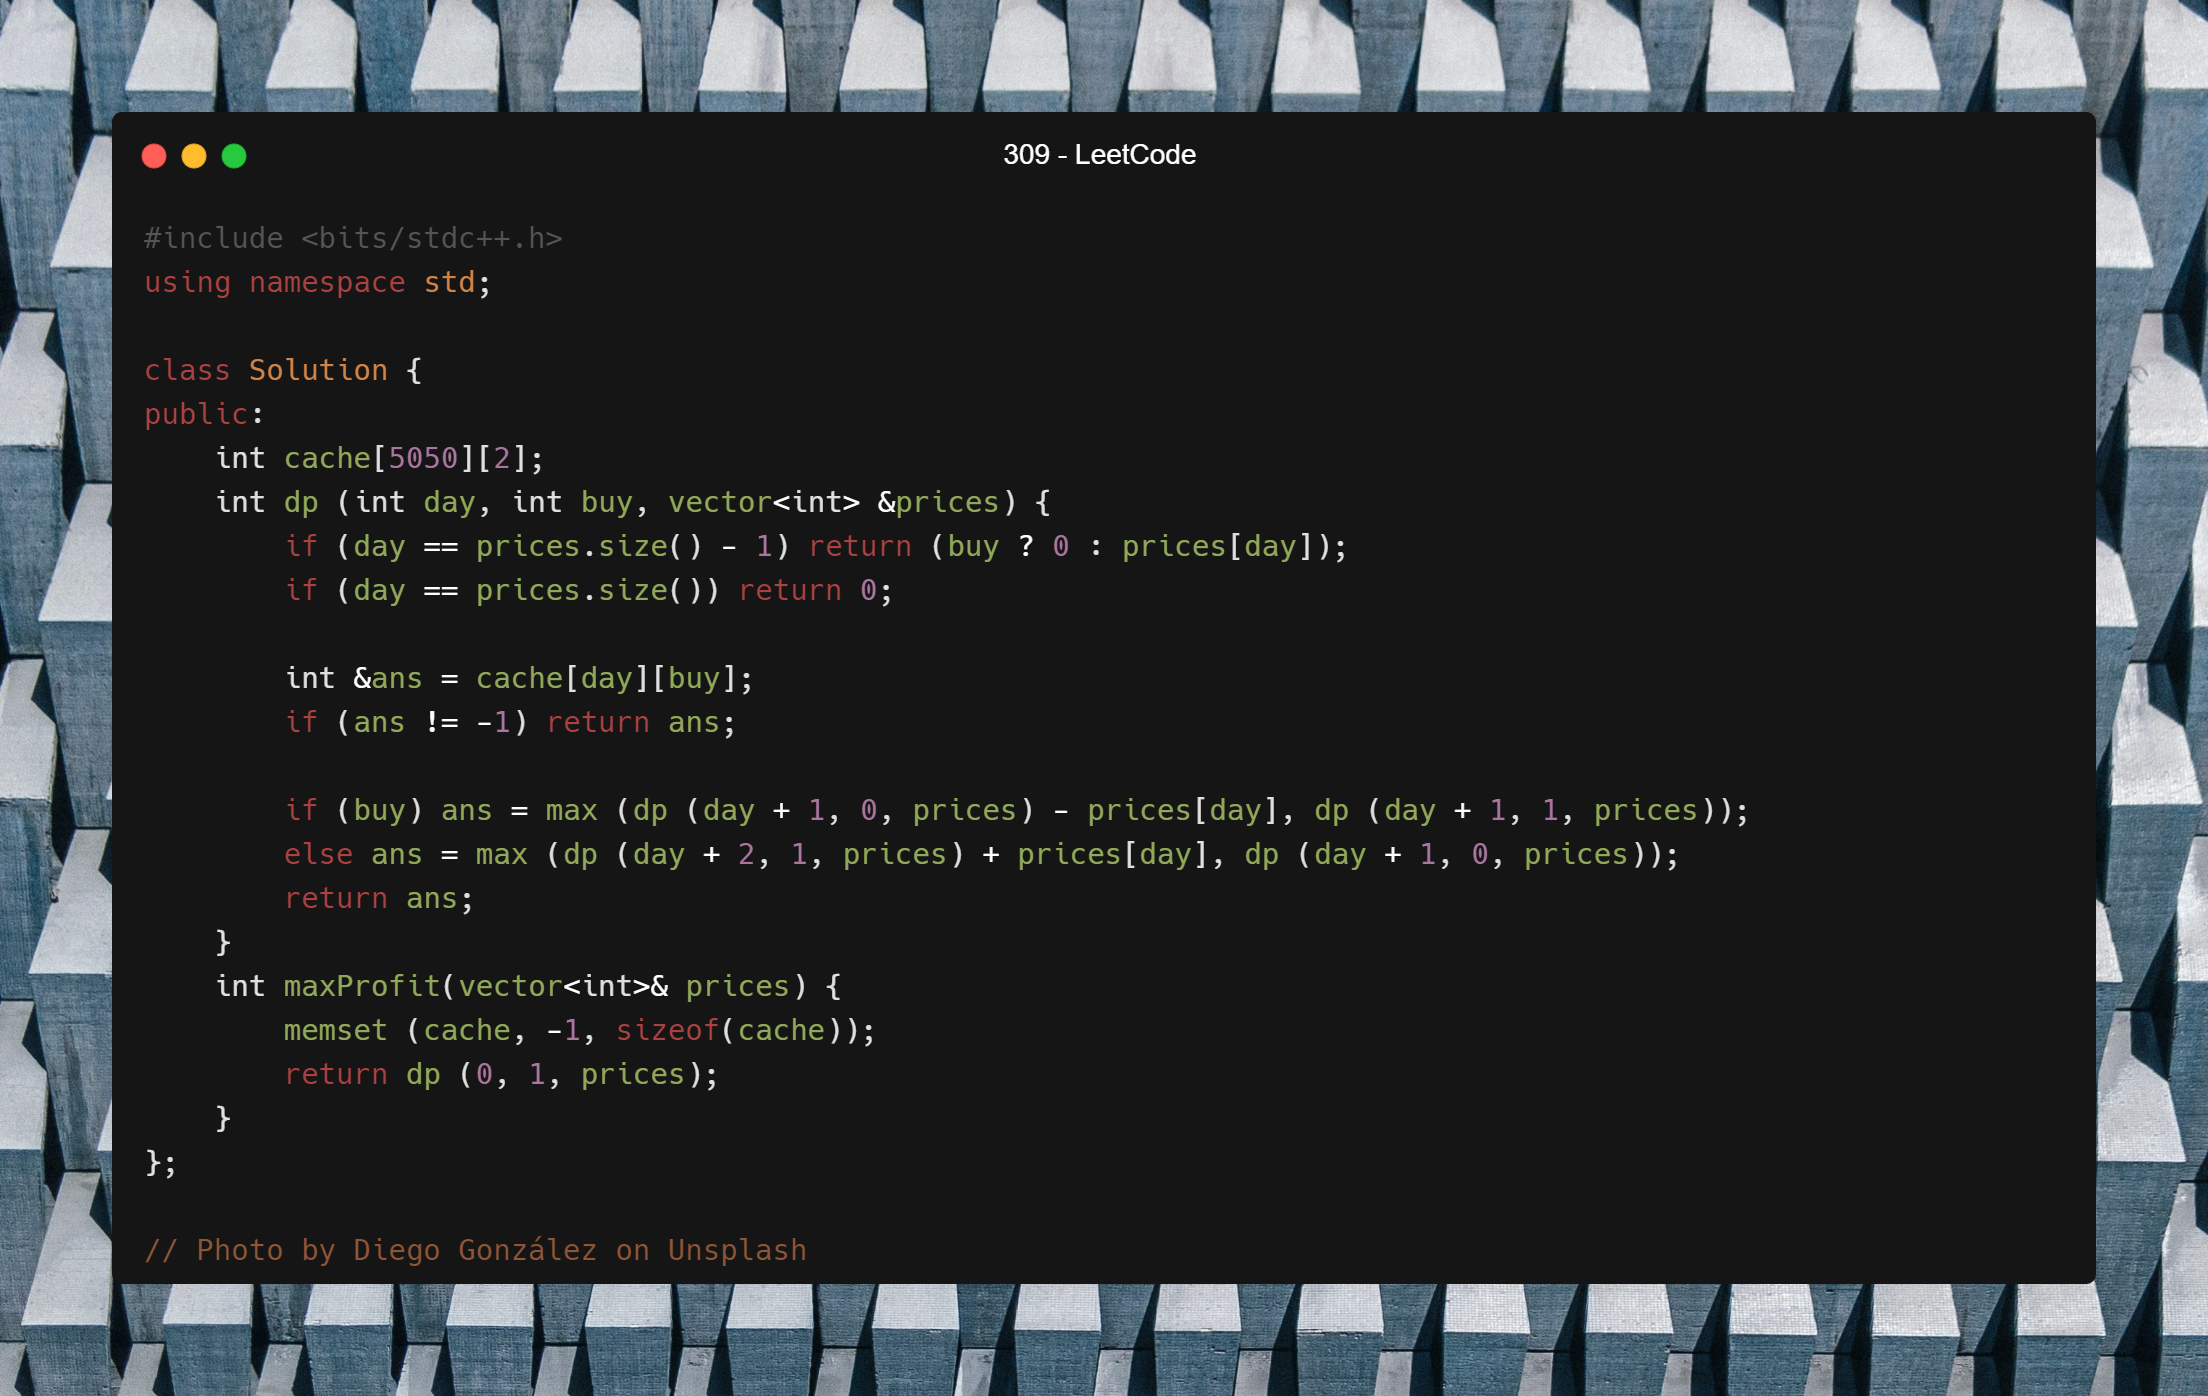 309 - LeetCode
#include <bits/stdc++.h>
using namespace std;
class Solution {
public:
    int cache[5050][2];
    int dp (int day, int buy, vector<int> &prices) {
        if (day == prices.size() - 1) return (buy ? 0 : prices[day]);
        if (day == prices.size()) return 0;
        int &ans = cache[day][buy];
        if (ans != -1) return ans;
        if (buy) ans = max (dp (day + 1, 0, prices) - prices[day], dp (day + 1, 1, prices));
        else ans = max (dp (day + 2, 1, prices) + prices[day], dp (day + 1, 0, prices));
        return ans;
    }
    int maxProfit(vector<int>& prices) {
        memset (cache, -1, sizeof(cache));
        return dp (0, 1, prices);
    }
};
// Photo by Diego González on Unsplash